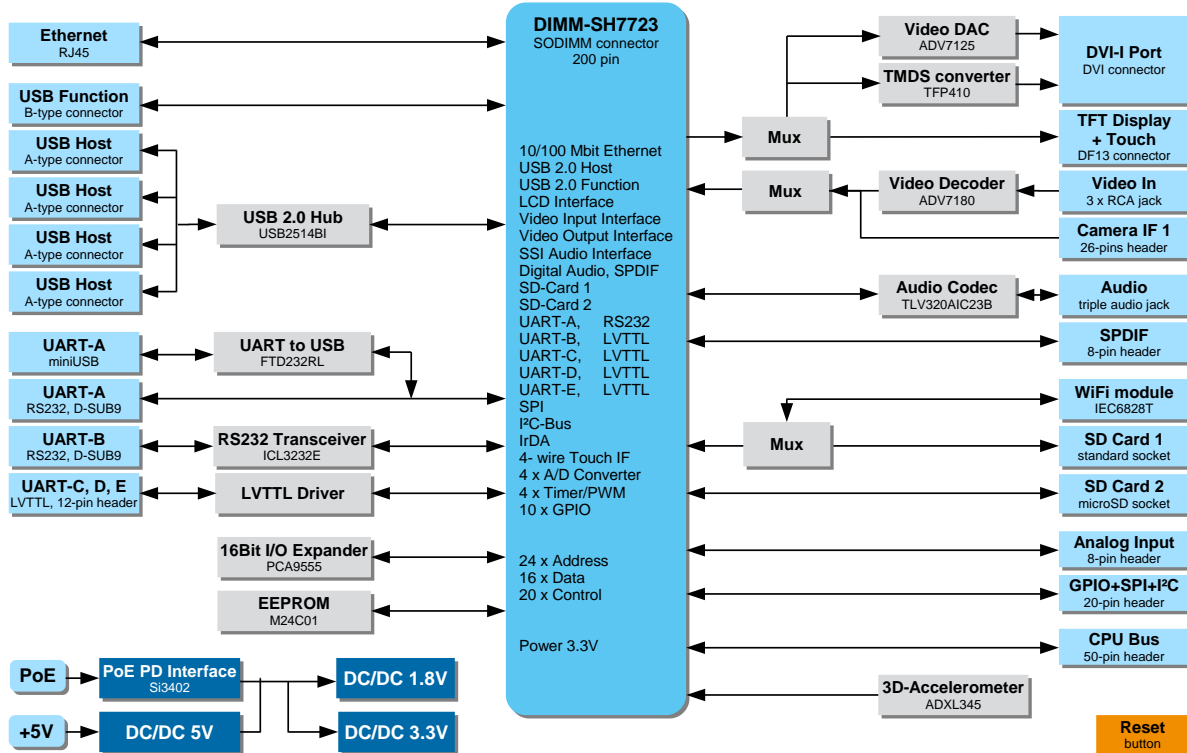 Ethernet
RJ45
USB Function
B-type connector
USB Host
A-type connector
USB Host
A-type connector
USB Host
A-type connector
USB Host
A-type connector
USB 2.0 Hub
USB2514BI
UART-A
miniUSB
UART to USB
FTD232RL
UART-A
RS232, D-SUB9
UART-B
RS232, D-SUB9
RS232 Transceiver
ICL3232E
UART-C, D, E
LVTTL, 12-pin header
LVTTL Driver
16Bit I/O Expander
PCA9555
EEPROM
M24C01
PoE
PoE PD Interface
Si3402
DC/DC 1.8V
+5V
DC/DC 5V
DC/DC 3.3V
DIMM-SH7723
SODIMM connector
200 pin
10/100 Mbit Ethernet
USB 2.0 Host
USB 2.0 Function
LCD Interface
Video Input Interface
Video Output Interface
SSI Audio Interface
Digital Audio, SPDIF
SD-Card 1
SD-Card 2
UART-A, RS232
UART-B, LVTTL
UART-C, LVTTL
UART-D, LVTTL
UART-E, LVTTL
SPI
I²C-Bus
IrDA
4- wire Touch IF
4 x A/D Converter
4 x Timer/PWM
10 x GPIO
24 x Address
16 x Data
20 x Control
Power 3.3V
Video DAC
ADV7125
TMDS converter
TFP410
DVI-I Port
DVI connector
Mux
TFT Display
+ Touch
DF13 connector
Mux
Video Decoder
ADV7180
Video In
3 x RCA jack
Camera IF 1
26-pins header
Audio Codec
TLV320AIC23B
Audio
triple audio jack
SPDIF
8-pin header
WiFi module
IEC6828T
Mux
SD Card 1
standard socket
SD Card 2
microSD socket
Analog Input
8-pin header
GPIO+SPI+I²C
20-pin header
CPU Bus
50-pin header
3D-Accelerometer
ADXL345
Reset
button